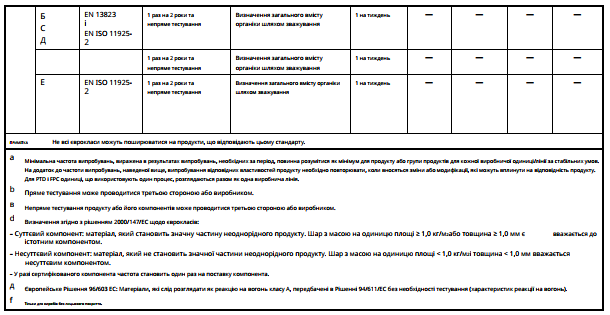 Б EN 13823 1 раз на 2 роки та Визначення загального вмісту 1 на тиждень — — — —
С і непряме тестування органіки шляхом зважування
Д EN ISO 11925-
2
1 раз на 2 роки та Визначення загального вмісту 1 на тиждень — — — —
непряме тестування органіки шляхом зважування
Е EN ISO 11925- 1 раз на 2 роки та Визначення загального вмісту органіки 1 на тиждень — — — —
2 непряме тестування шляхом зважування
Не всі еврокласи можуть поширюватися на продукти, що відповідають цьому стандарту.
a Мінімальна частота випробувань, виражена в результатах випробувань, необхідних за період, повинна розумітися як мінімум для продукту або групи продуктів для кожної виробничої одиниці/лінії за стабільних умов.
На додаток до частоти випробувань, наведеної вище, випробування відповідних властивостей продукту необхідно повторювати, коли вносяться зміни або модифікації, які можуть вплинути на відповідність продукту.
Для PTD і FPC одиниці, що використовують один процес, розглядаються разом як одна виробнича лінія.
b Пряме тестування може проводитися третьою стороною або виробником.
в Непряме тестування продукту або його компонентів може проводитися третьою стороною або виробником.
d Визначення згідно з рішенням 2000/147/ЕС щодо єврокласів:
– Суттєвий компонент: матеріал, який становить значну частину неоднорідного продукту. Шар з масою на одиницю площі ≥ 1,0 кг/м2або товщина ≥ 1,0 мм є вважається до
істотним компонентом.
– Несуттєвий компонент: матеріал, який не становить значної частини неоднорідного продукту. Шар з масою на одиницю площі < 1,0 кг/м2і товщина < 1,0 мм вважається
несуттєвим компонентом.
– У разі сертифікованого компонента частота становить один раз на поставку компонента.
д Європейське Рішення 96/603 ЕС: Матеріали, які слід розглядати як реакцію на вогонь класу А, передбачені в Рішенні 94/611/ЕС без необхідності тестування (характеристик реакції на вогонь).
f Тільки для виробів без лицьового покриття.